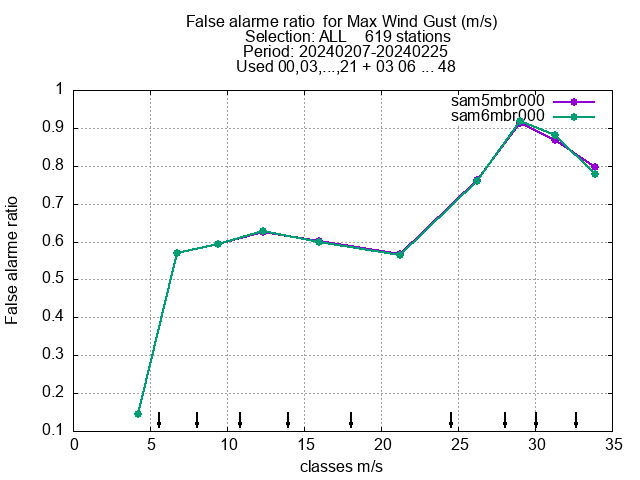 False alarme ratio  for Max Wind Gust (m/s)
Selection: ALL    619 stations
Period: 20240207-20240225
Used 00,03,...,21 + 03 06 ... 48
sam5mbr000
sam6mbr000
1
0.9
0.8
0.7
0.6
0.5
0.4
0.3
0.2
0.1
False alarme ratio
0 5 10 15 20 25 30 35
classes m/s